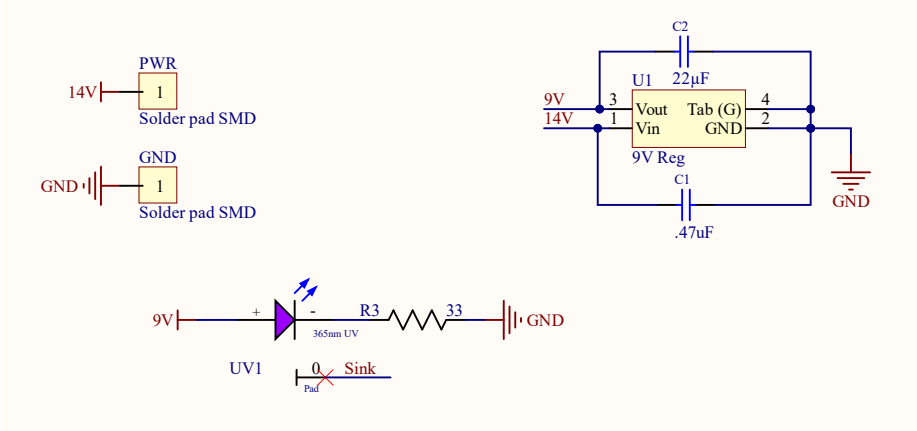 PWR
14V
1
Solder pad SMD
GND
GND
1
Solder pad SMD
C2
22µF
U1
9V
3
Vout
Tab (G)
4
14V
1
Vin
GND
2
9V Reg
C1
.47uF
GND
9V
+
-
365nm UV
R3
33
GND
UV1
0
Sink
Pad